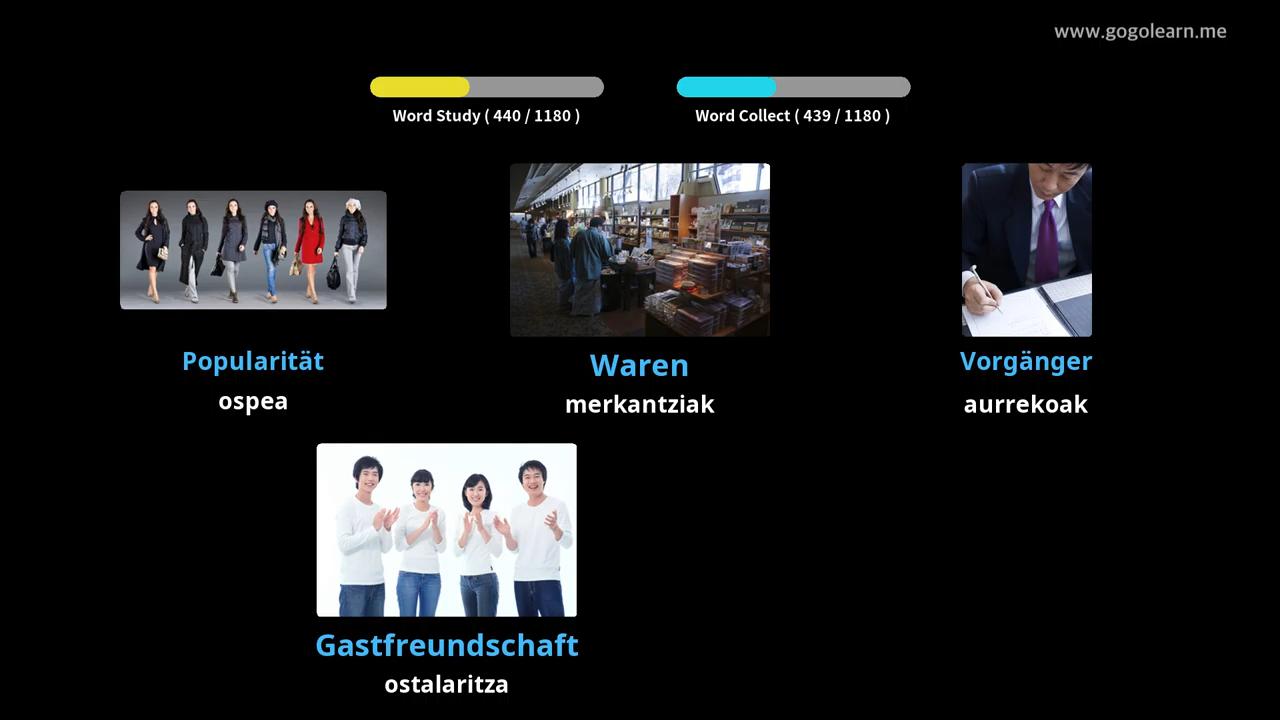 www.gogolearn.me
Word Study ( 440 / 1180 )
Word Collect ( 439 / 1180 )
Popularität
ospea
Waren
merkantziak
Vorgänger
aurrekoak
Gastfreundschaft
ostalaritza